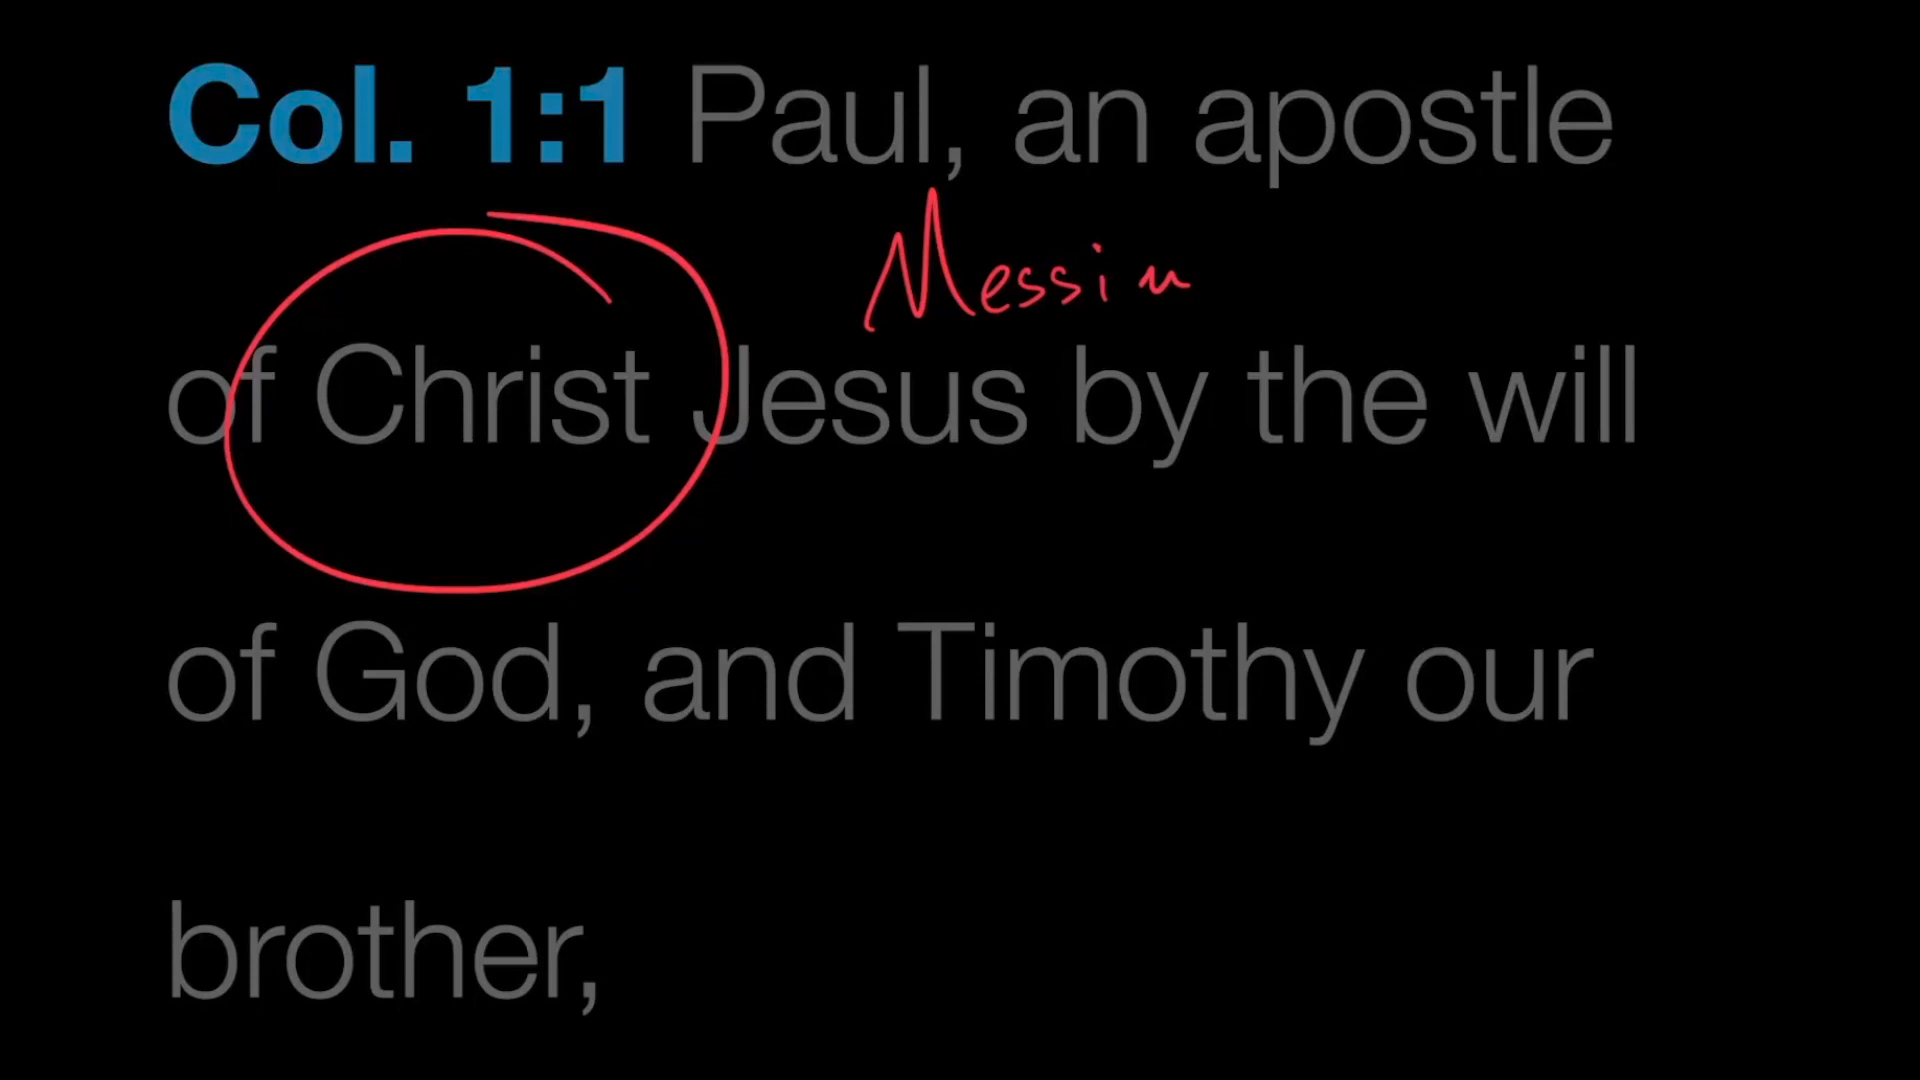 Col. 1:1 Paul, an apostle
Messia
of Christ Jesus by the will
of God, and Timothy our
brother,